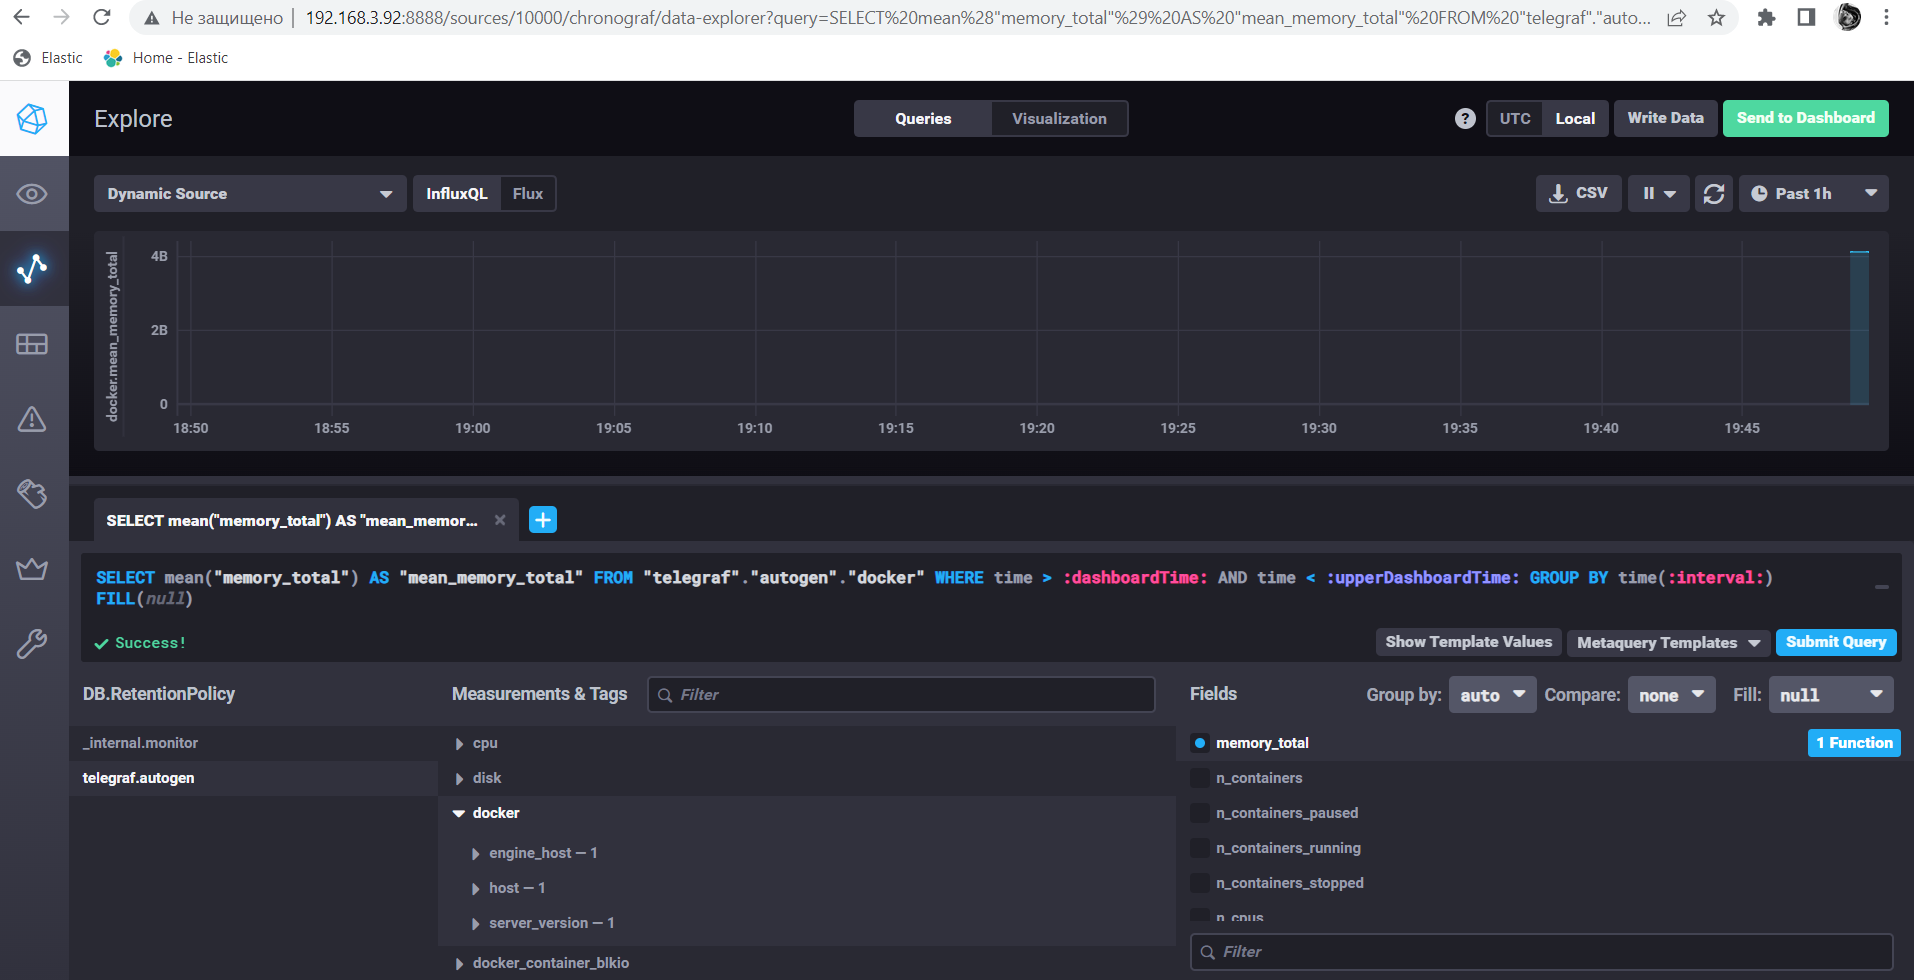 Не защищено
192.168.3.92:8888/sources/10000/chronograf/data-explorer?query=SELECT%20mean%28"memory_total"%29%20AS%20"mean_memory_total"%20FROM%20"telegraf"."auto...
Elastic
Home - Elastic
Explore
Queries
Visualization
?
UTC
Local
Write Data
Send to Dashboard
Dynamic Source
InfluxQL
Flux
CSV
Past 1h
docker.mean_memory_total
4B
2B
0
18:50 18:55 19:00 19:05 19:10 19:15 19:20 19:25 19:30 19:35 19:40 19:45
SELECT mean("memory_total") AS "mean_memor...
SELECT mean("memory_total") AS "mean_memory_total" FROM "telegraf"."autogen"."docker" WHERE time > :dashboardTime: AND time < :upperDashboardTime: GROUP BY time(:interval:)
FILL(null)
Success!
Show Template Values
Metaquery Templates
Submit Query
DB.RetentionPolicy
Measurements & Tags
Filter
Fields
Group by: auto
Compare: none
Fill: null
_internal.monitor
telegraf.autogen
cpu
disk
docker
engine_host — 1
host — 1
server_version — 1
docker_container_blkio
memory_total
1 Function
n_containers
n_containers_paused
n_containers_running
n_containers_stopped
n_cpus
Filter